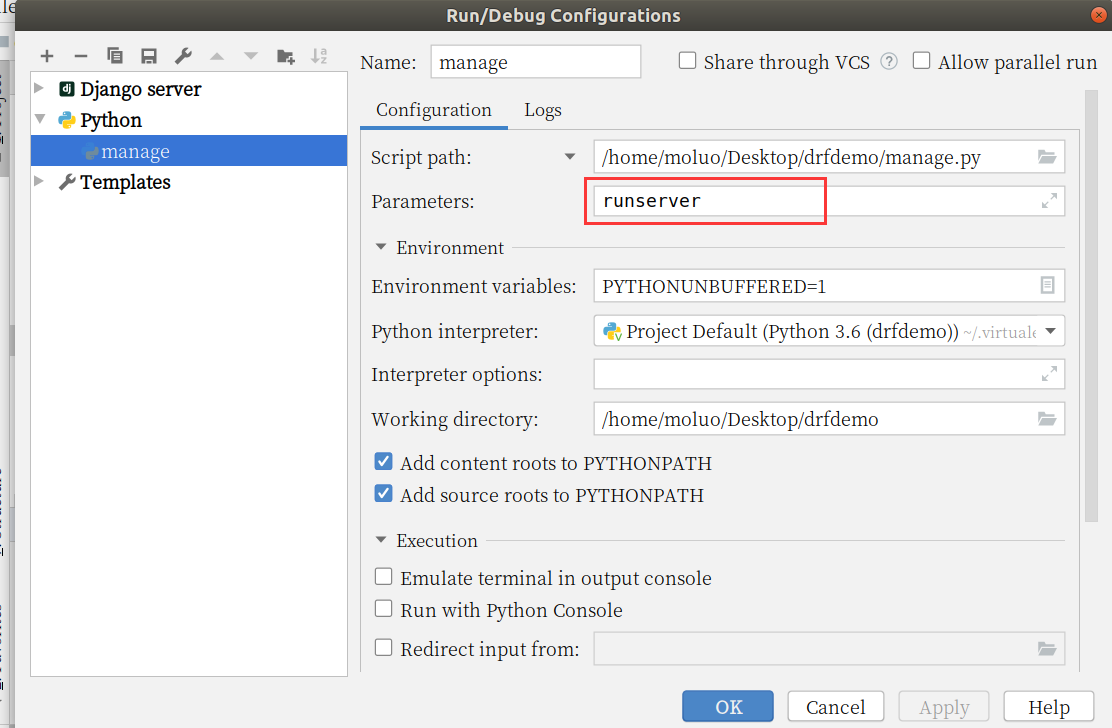 Run/Debug Configurations
Name: manage
Share through VCS ?
Allow parallel run
Django server
Python
manage
Templates
Configuration Logs
Script path: /home/moluo/Desktop/drfdemo/manage.py
Parameters: runserver
Environment
Environment variables: PYTHONUNBUFFERED=1
Python interpreter: Project Default (Python 3.6 (drfdemo)) ~/.virtuale
Interpreter options:
Working directory: /home/moluo/Desktop/drfdemo
Add content roots to PYTHONPATH
Add source roots to PYTHONPATH
Execution
Emulate terminal in output console
Run with Python Console
Redirect input from:
OK Cancel Apply Help